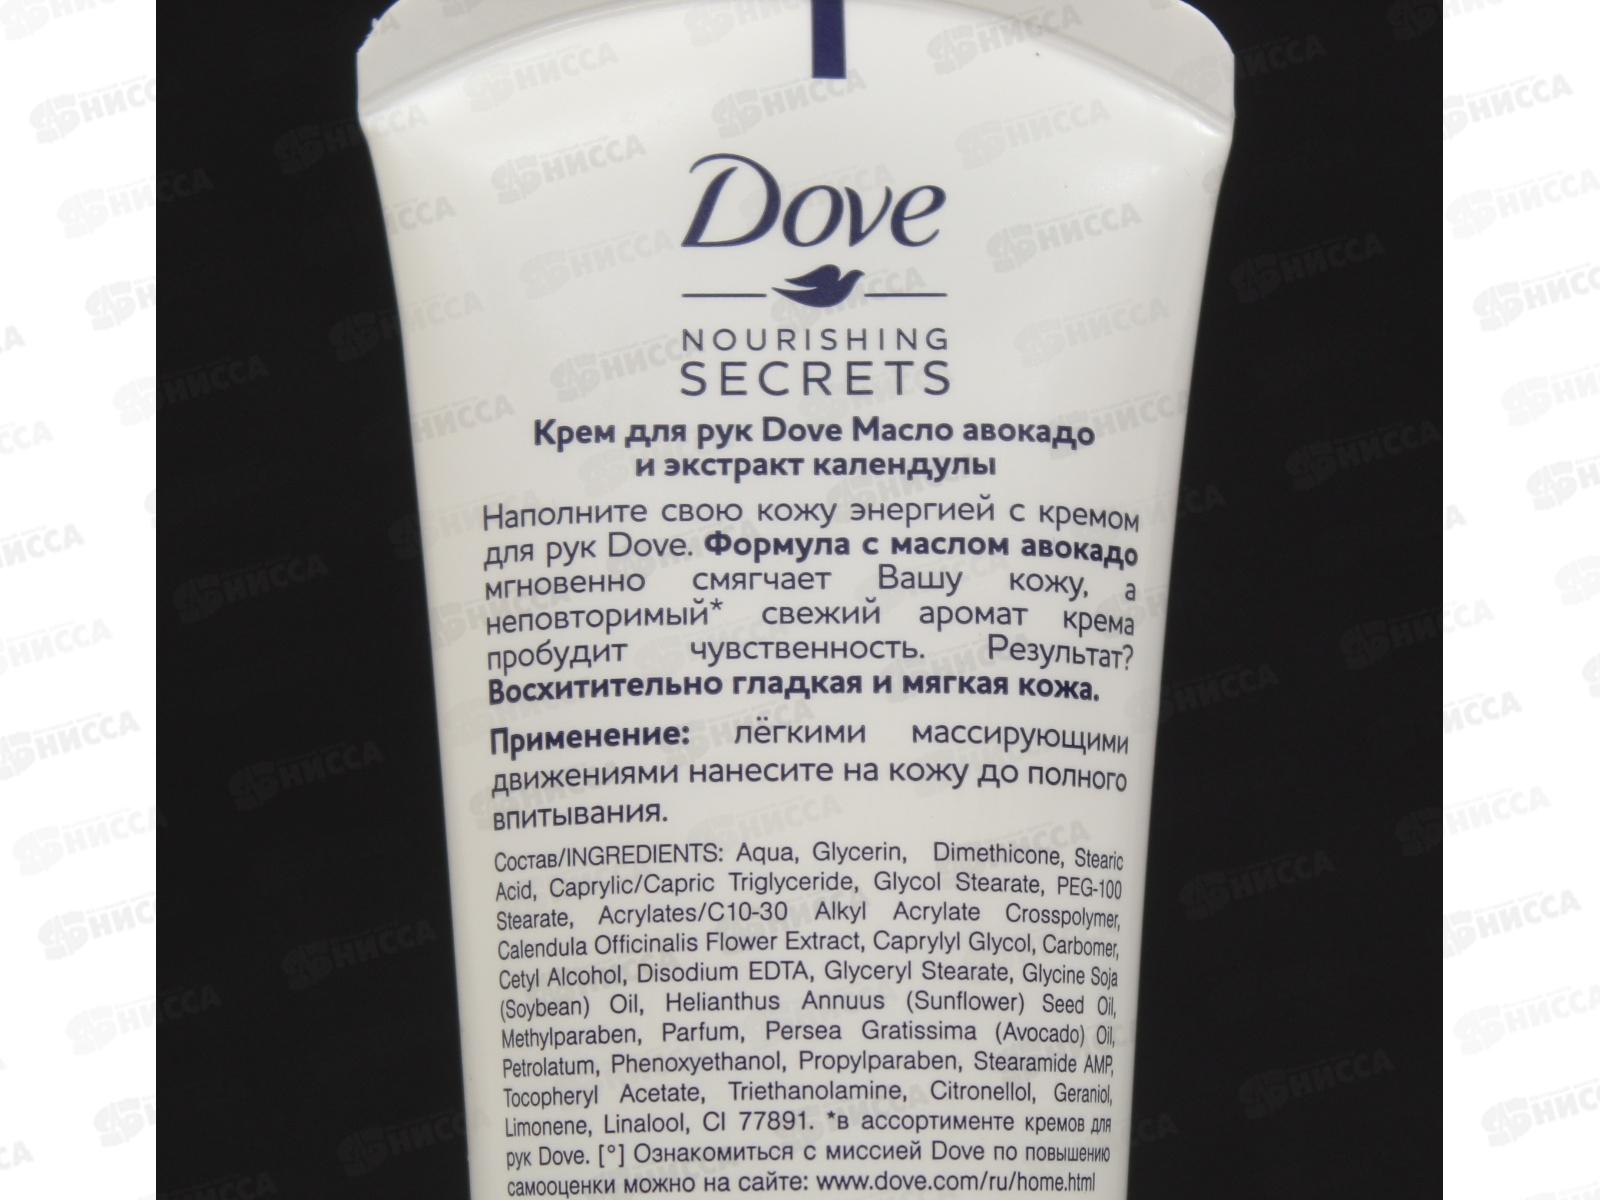 Dove
NOURISHING
SECRETS
Крем для рук Dove Масло авокадо
и экстракт календулы
Наполните свою кожу энергией с кремом
для рук Dove. Формула с маслом авокадо
мгновенно смягчает Вашу кожу, а
неповторимый* свежий аромат крема
пробудит чувственность. Результат?
Восхитительно гладкая и мягкая кожа.
Применение: лёгкими массирующими
движениями нанесите на кожу до полного
впитывания.
Состав/INGREDIENTS: Aqua, Glycerin, Dimethicone, Stearic
Acid, Caprylic/Capric Triglyceride, Glycol Stearate, PEG-100
Stearate, Acrylates/C10-30 Alkyl Acrylate Crosspolymer,
Calendula Officinalis Flower Extract, Caprylyl Glycol, Carbomer,
Cetyl Alcohol, Disodium EDTA, Glyceryl Stearate, Glycine Soja
(Soybean) Oil, Helianthus Annuus (Sunflower) Seed Oil,
Methylparaben, Parfum, Persea Gratissima (Avocado) Oil,
Petrolatum, Phenoxyethanol, Propylparaben, Stearamide AMP,
Tocopheryl Acetate, Triethanolamine, Citronellol, Geraniol,
Limonene, Linalool, CI 77891. *в ассортименте кремов для
рук Dove. [°] Ознакомиться с миссией Dove по повышению
самооценки можно на сайте: www.dove.com/ru/home.html